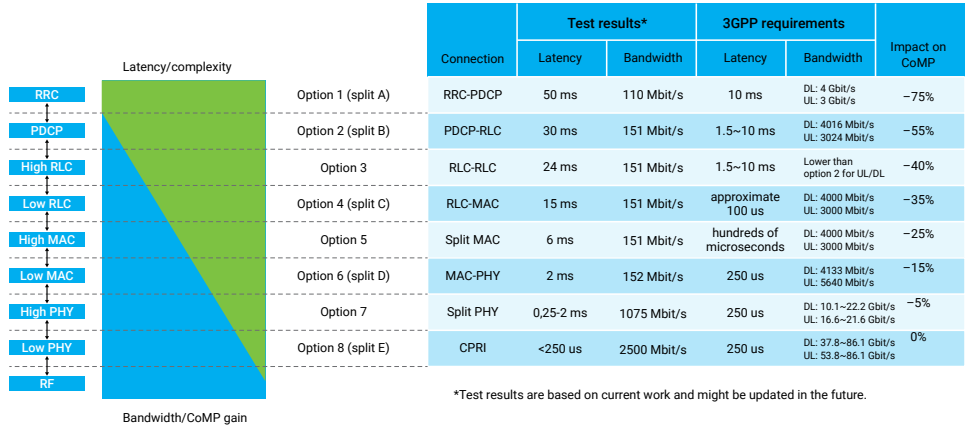 Latency/complexity
RRC
PDCP
High RLC
Low RLC
High MAC
Low MAC
High PHY
Low PHY
RF
Bandwidth/CoMP gain
Option 1 (split A)
Option 2 (split B)
Option 3
Option 4 (split C)
Option 5
Option 6 (split D)
Option 7
Option 8 (split E)
Test results* 3GPP requirements
Connection Latency Bandwidth Latency Bandwidth Impact on
CoMP
RRC-PDCP 50 ms 110 Mbit/s 10 ms DL: 4 Gbit/s
UL: 3 Gbit/s −75%
PDCP-RLC 30 ms 151 Mbit/s 1.5~10 ms DL: 4016 Mbit/s
UL: 3024 Mbit/s −55%
RLC-RLC 24 ms 151 Mbit/s 1.5~10 ms Lower than
option 2 for UL/DL −40%
RLC-MAC 15 ms 151 Mbit/s approximate
100 us DL: 4000 Mbit/s
UL: 3000 Mbit/s −35%
Split MAC 6 ms 151 Mbit/s hundreds of
microseconds DL: 4000 Mbit/s
UL: 3000 Mbit/s −25%
MAC-PHY 2 ms 152 Mbit/s 250 us DL: 4133 Mbit/s
UL: 5640 Mbit/s −15%
Split PHY 0,25-2 ms 1075 Mbit/s 250 us DL: 10.1~22.2 Gbit/s
UL: 16.6~21.6 Gbit/s −5%
CPRI <250 us 2500 Mbit/s 250 us DL: 37.8~86.1 Gbit/s
UL: 53.8~86.1 Gbit/s 0%
*Test results are based on current work and might be updated in the future.